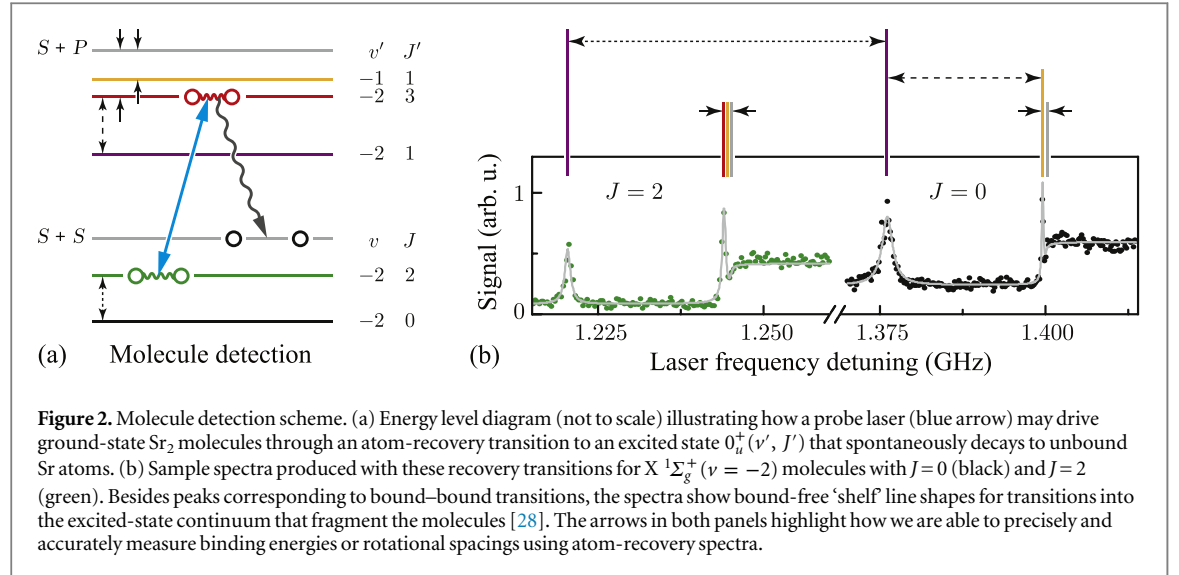 S + P
v′ J′
−1 1
−2 3
−2 1
S + S
v J
−2 2
−2 0
(a) Molecule detection
Signal (arb. u.)
1
0
J = 2
J = 0
1.225 1.250 1.375 1.400
(b) Laser frequency detuning (GHz)
Figure 2. Molecule detection scheme. (a) Energy level diagram (not to scale) illustrating how a probe laser (blue arrow) may drive
ground-state Sr₂ molecules through an atom-recovery transition to an excited state 0ᵤ⁺(ν′, J′) that spontaneously decays to unbound
Sr atoms. (b) Sample spectra produced with these recovery transitions for X ¹Σg⁺(ν = −2) molecules with J = 0 (black) and J = 2
(green). Besides peaks corresponding to bound–bound transitions, the spectra show bound-free ‘shelf’ line shapes for transitions into
the excited-state continuum that fragment the molecules [28]. The arrows in both panels highlight how we are able to precisely and
accurately measure binding energies or rotational spacings using atom-recovery spectra.